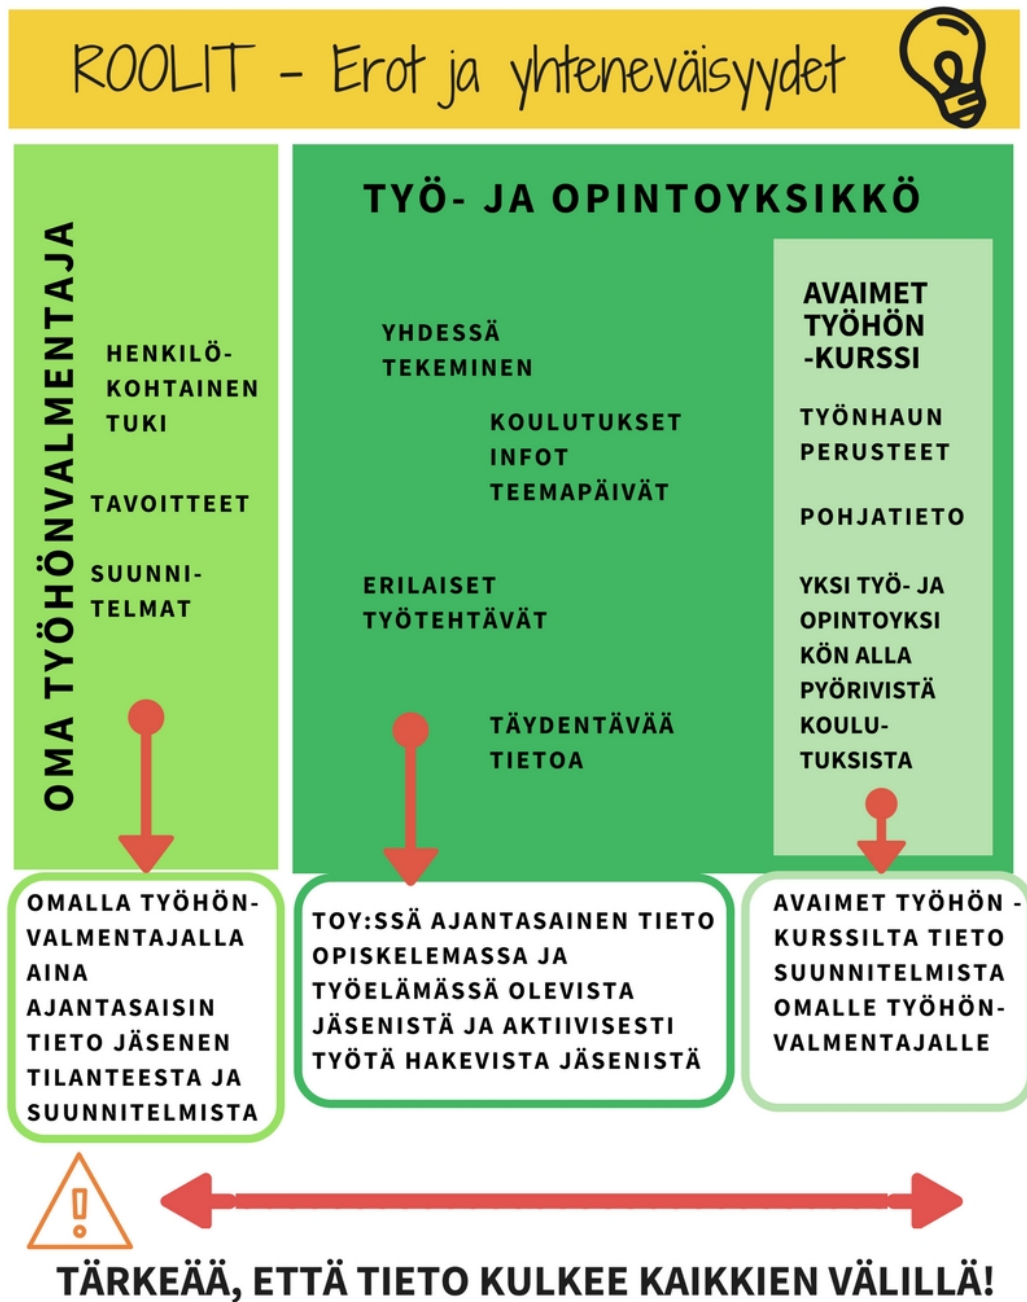 ROOLIT - Erot ja yhteneväisyydet
OMA TYÖHÖNVALMENTAJA
HENKILÖ-
KOHTAINEN
TUKI
TAVOITTEET
SUUNNI-
TELMAT
TYÖ- JA OPINTOYKSIKKÖ
YHDESSÄ
TEKEMINEN
KOULUTUKSET
INFOT
TEEMAPÄIVÄT
ERILAISET
TYÖTEHTÄVÄT
TÄYDENTÄVÄÄ
TIETOA
AVAIMET
TYÖHÖN
-KURSSI
TYÖNHAUN
PERUSTEET
POHJATIETO
YKSI TYÖ- JA
OPINTOYKSI
KÖN ALLA
PYÖRIVISTÄ
KOULU-
TUKSISTA
OMALLA TYÖHÖN-
VALMENTAJALLA
AINA
AJANTASAISIN
TIETO JÄSENEN
TILANTEESTA JA
SUUNNITELMISTA
TOY:SSÄ AJANTASAINEN TIETO
OPISKELEMASSA JA
TYÖELÄMÄSSÄ OLEVISTA
JÄSENISTÄ JA AKTIIVISESTI
TYÖTÄ HAKEVISTA JÄSENISTÄ
AVAIMET TYÖHÖN -
KURSSILTA TIETO
SUUNNITELMISTA
OMALLE TYÖHÖN-
VALMENTAJALLE
TÄRKEÄÄ, ETTÄ TIETO KULKEE KAIKKIEN VÄLILLÄ!